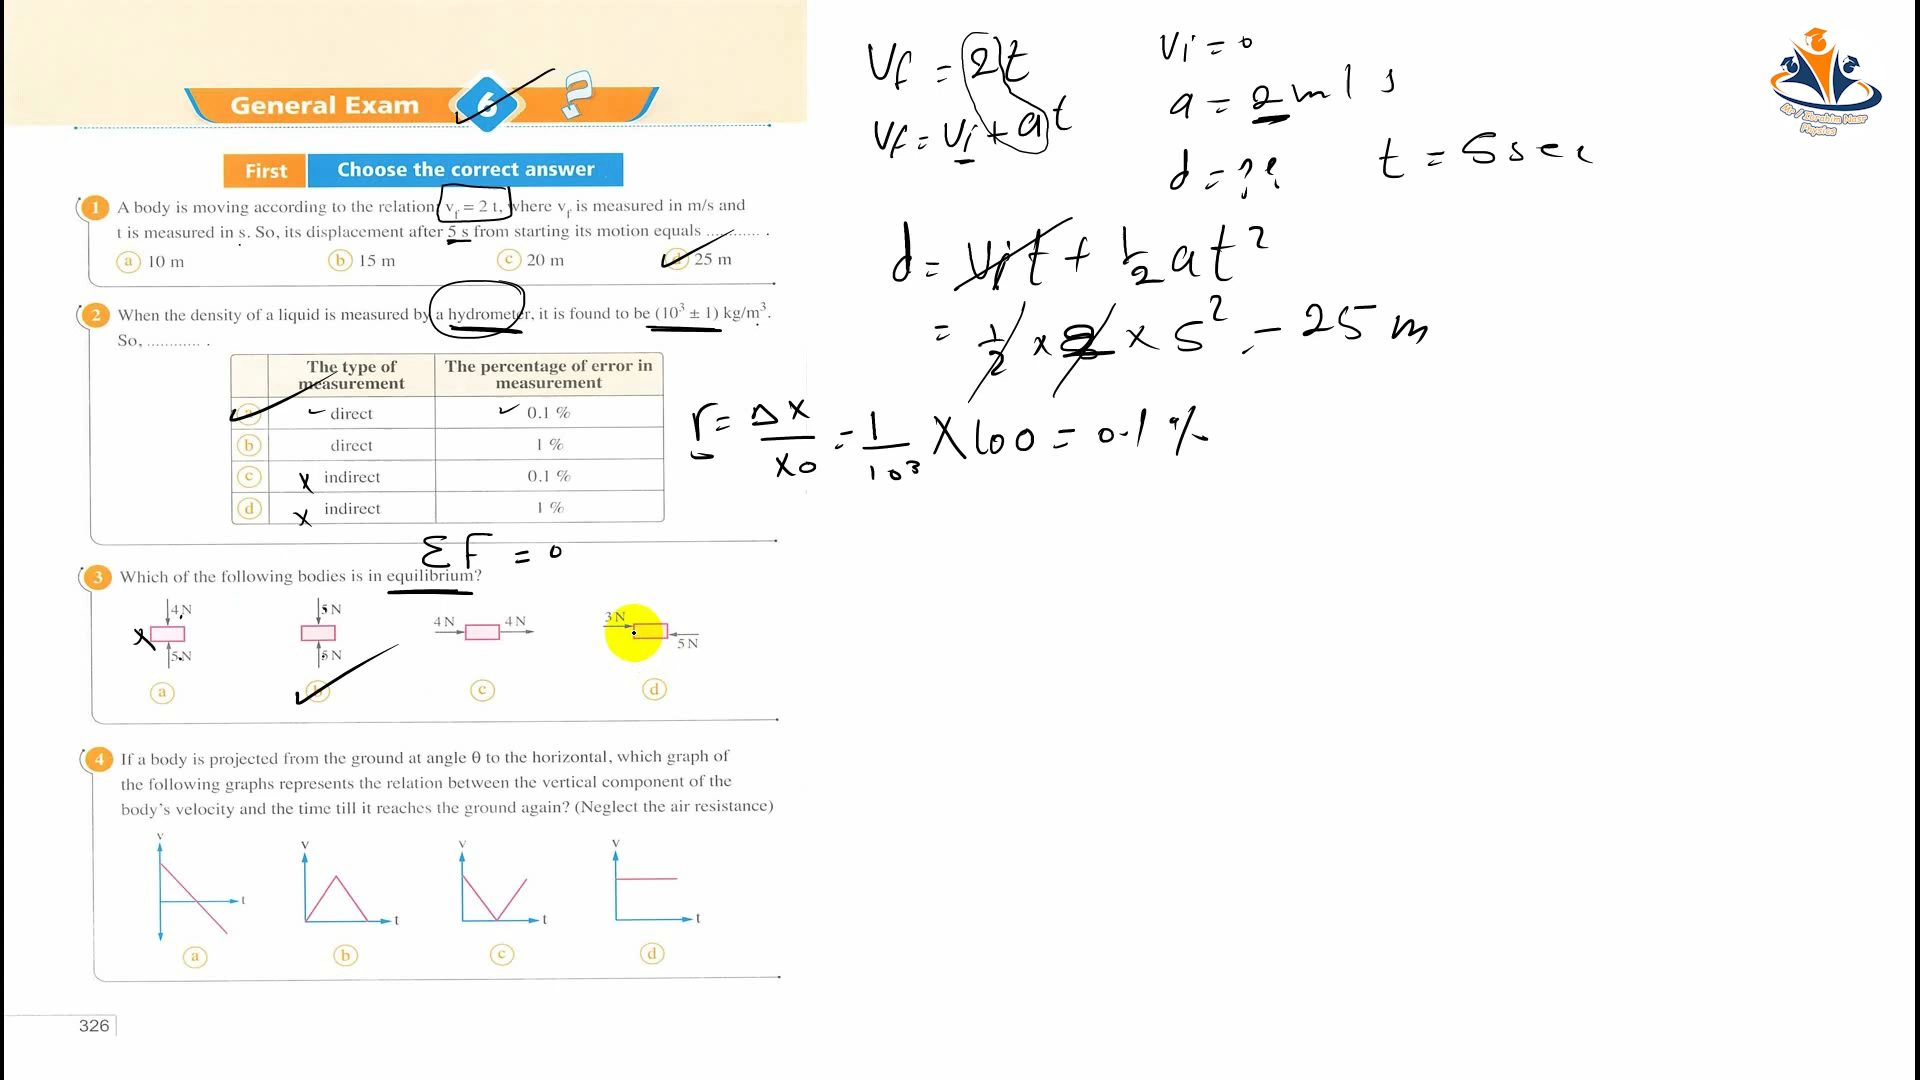 General Exam 6
First Choose the correct answer
1 A body is moving according to the relation: v_f = 2 t, where v_f is measured in m/s and
t is measured in s. So, its displacement after 5 s from starting its motion equals ............ .
a 10 m b 15 m c 20 m d 25 m
2 When the density of a liquid is measured by a hydrometer, it is found to be (10³ ± 1) kg/m³.
So, ............ .
The type of measurement The percentage of error in measurement
a direct 0.1 %
b direct 1 %
c indirect 0.1 %
d indirect 1 %
ΣF = 0
3 Which of the following bodies is in equilibrium?
4 N 5 N 4 N 4 N 3 N
5 N 5 N 5 N
a b c d
4 If a body is projected from the ground at angle θ to the horizontal, which graph of
the following graphs represents the relation between the vertical component of the
body's velocity and the time till it reaches the ground again? (Neglect the air resistance)
v v v v
t t t t
a b c d
326
Vf = 2t
Vf = Vi + at
Vi = 0
a = 2 m/s
d = ??
t = 5 sec
d = Vit + 1/2 at²
= 1/2 × 2 × 5² = 25 m
r = Δx/x0 = 1/10³ × 100 = 0.1 %
Mr / Ibrahim Nasr
Physics